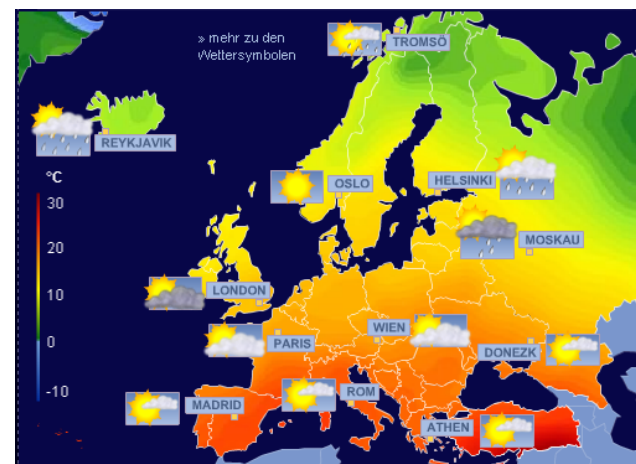 » mehr zu den
Wettersymbolen
TROMSÖ
REYKJAVIK
°C
30
20
10
0
-10
OSLO
HELSINKI
MOSKAU
LONDON
PARIS
WIEN
DONEZK
MADRID
ROM
ATHEN